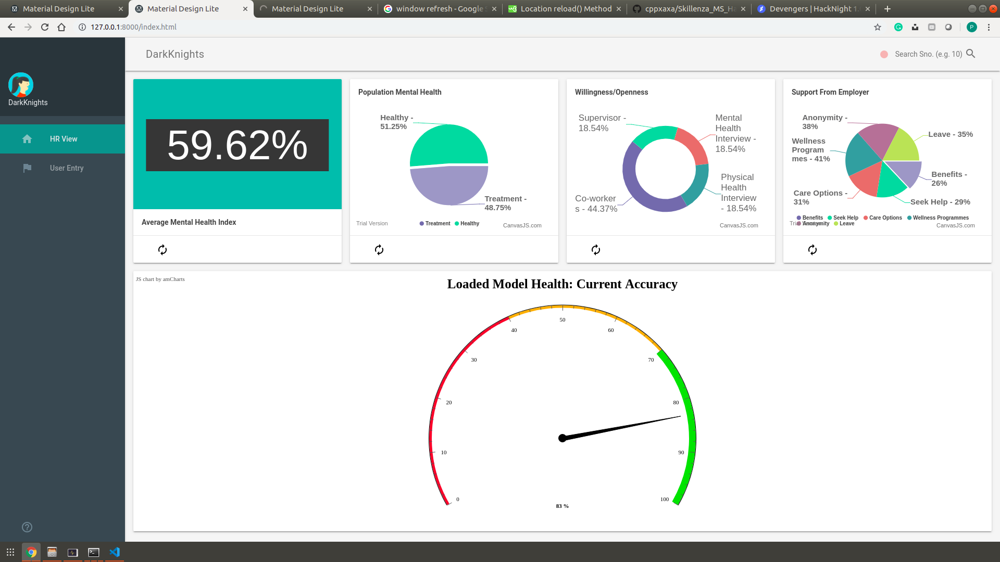 Material Design Lite
Material Design Lite
Material Design Lite
window refresh - Google
Location reload() Method
cppxaxa/Skillenza_MS_Ha
Devengers | HackNight 1.
127.0.0.1:8000/index.html
P
DarkKnights
Search Sno. (e.g. 10)
DarkKnights
HR View
User Entry
59.62%
Average Mental Health Index
Population Mental Health
Healthy -
51.25%
Treatment -
48.75%
Trial Version
Treatment
Healthy
CanvasJS.com
Willingness/Openness
Supervisor -
18.54%
Mental
Health
Interview -
18.54%
Physical
Health
Interview
- 18.54%
Co-worker
s - 44.37%
CanvasJS.com
Support From Employer
Anonymity -
38%
Leave - 35%
Wellness
Program
mes - 41%
Benefits -
26%
Care Options -
31%
Seek Help - 29%
Benefits
Seek Help
Care Options
Wellness Programmes
Anonymity
Leave
CanvasJS.com
JS chart by amCharts
Loaded Model Health: Current Accuracy
50
40
60
30
70
20
80
10
90
0
100
83 %